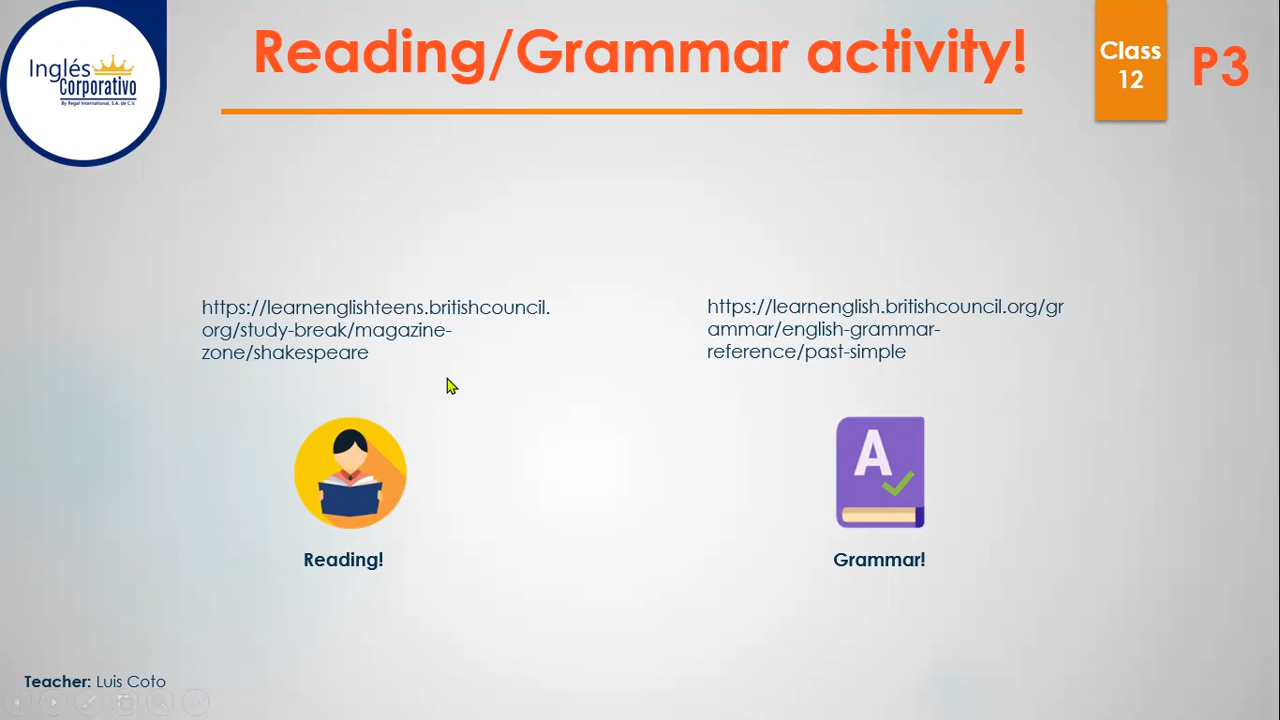 Inglés
Corporativo
By Regal International, S.A. de C.V.
Reading/Grammar activity!
Class
12
P3
https://learnenglishteens.britishcouncil.
org/study-break/magazine-
zone/shakespeare
https://learnenglish.britishcouncil.org/gr
ammar/english-grammar-
reference/past-simple
A
Reading!
Grammar!
Teacher: Luis Coto